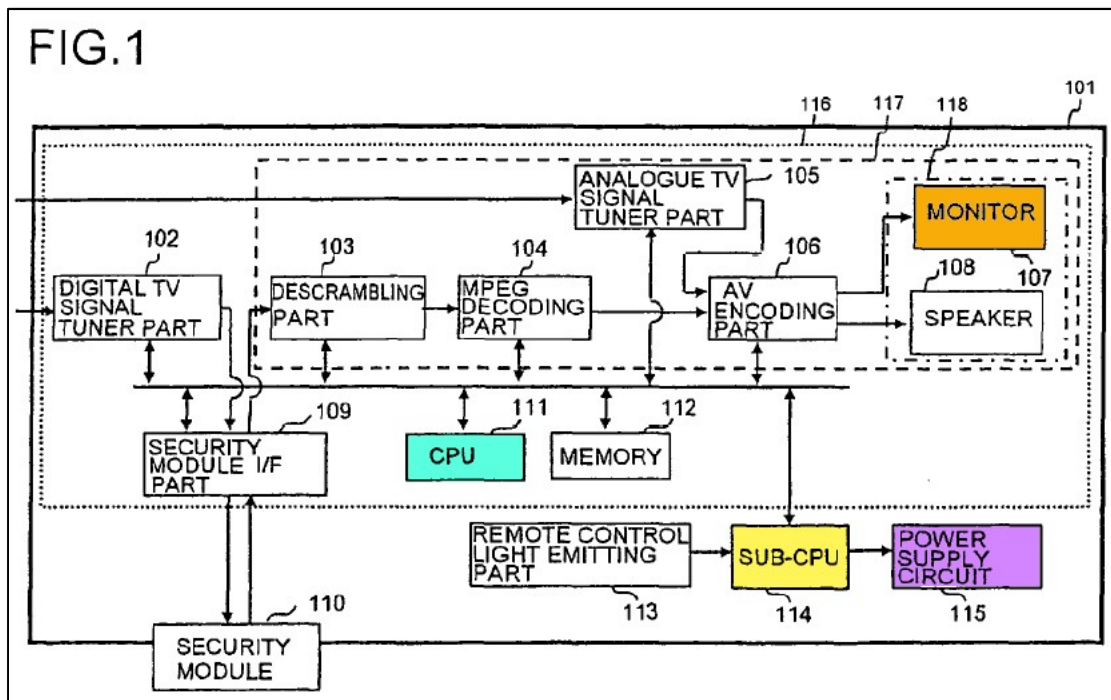 FIG.1
101
116
117
118
105
ANALOGUE TV
SIGNAL
TUNER PART
MONITOR
107
102
DIGITAL TV
SIGNAL
TUNER PART
103
DESCRAMBLING
PART
104
MPEG
DECODING
PART
106
AV
ENCODING
PART
108
SPEAKER
109
SECURITY
MODULE I/F
PART
111
CPU
112
MEMORY
REMOTE CONTROL
LIGHT EMITTING
PART
113
SUB-CPU
114
POWER
SUPPLY
CIRCUIT
115
110
SECURITY
MODULE